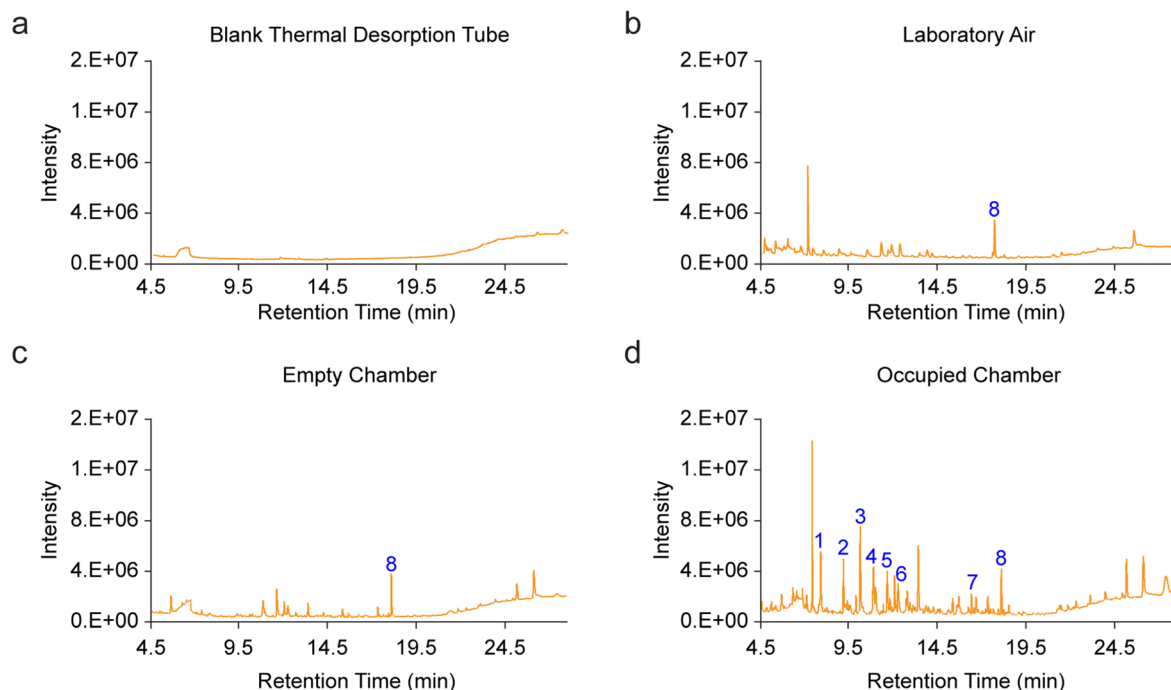 a
Blank Thermal Desorption Tube
2.E+07
1.E+07
8.E+06
4.E+06
0.E+00
Intensity
4.5 9.5 14.5 19.5 24.5
Retention Time (min)
b
Laboratory Air
2.E+07
1.E+07
8.E+06
4.E+06
0.E+00
Intensity
8
4.5 9.5 14.5 19.5 24.5
Retention Time (min)
c
Empty Chamber
2.E+07
1.E+07
8.E+06
4.E+06
0.E+00
Intensity
8
4.5 9.5 14.5 19.5 24.5
Retention Time (min)
d
Occupied Chamber
2.E+07
1.E+07
8.E+06
4.E+06
0.E+00
Intensity
1 2 3 4 5 6 7 8
4.5 9.5 14.5 19.5 24.5
Retention Time (min)